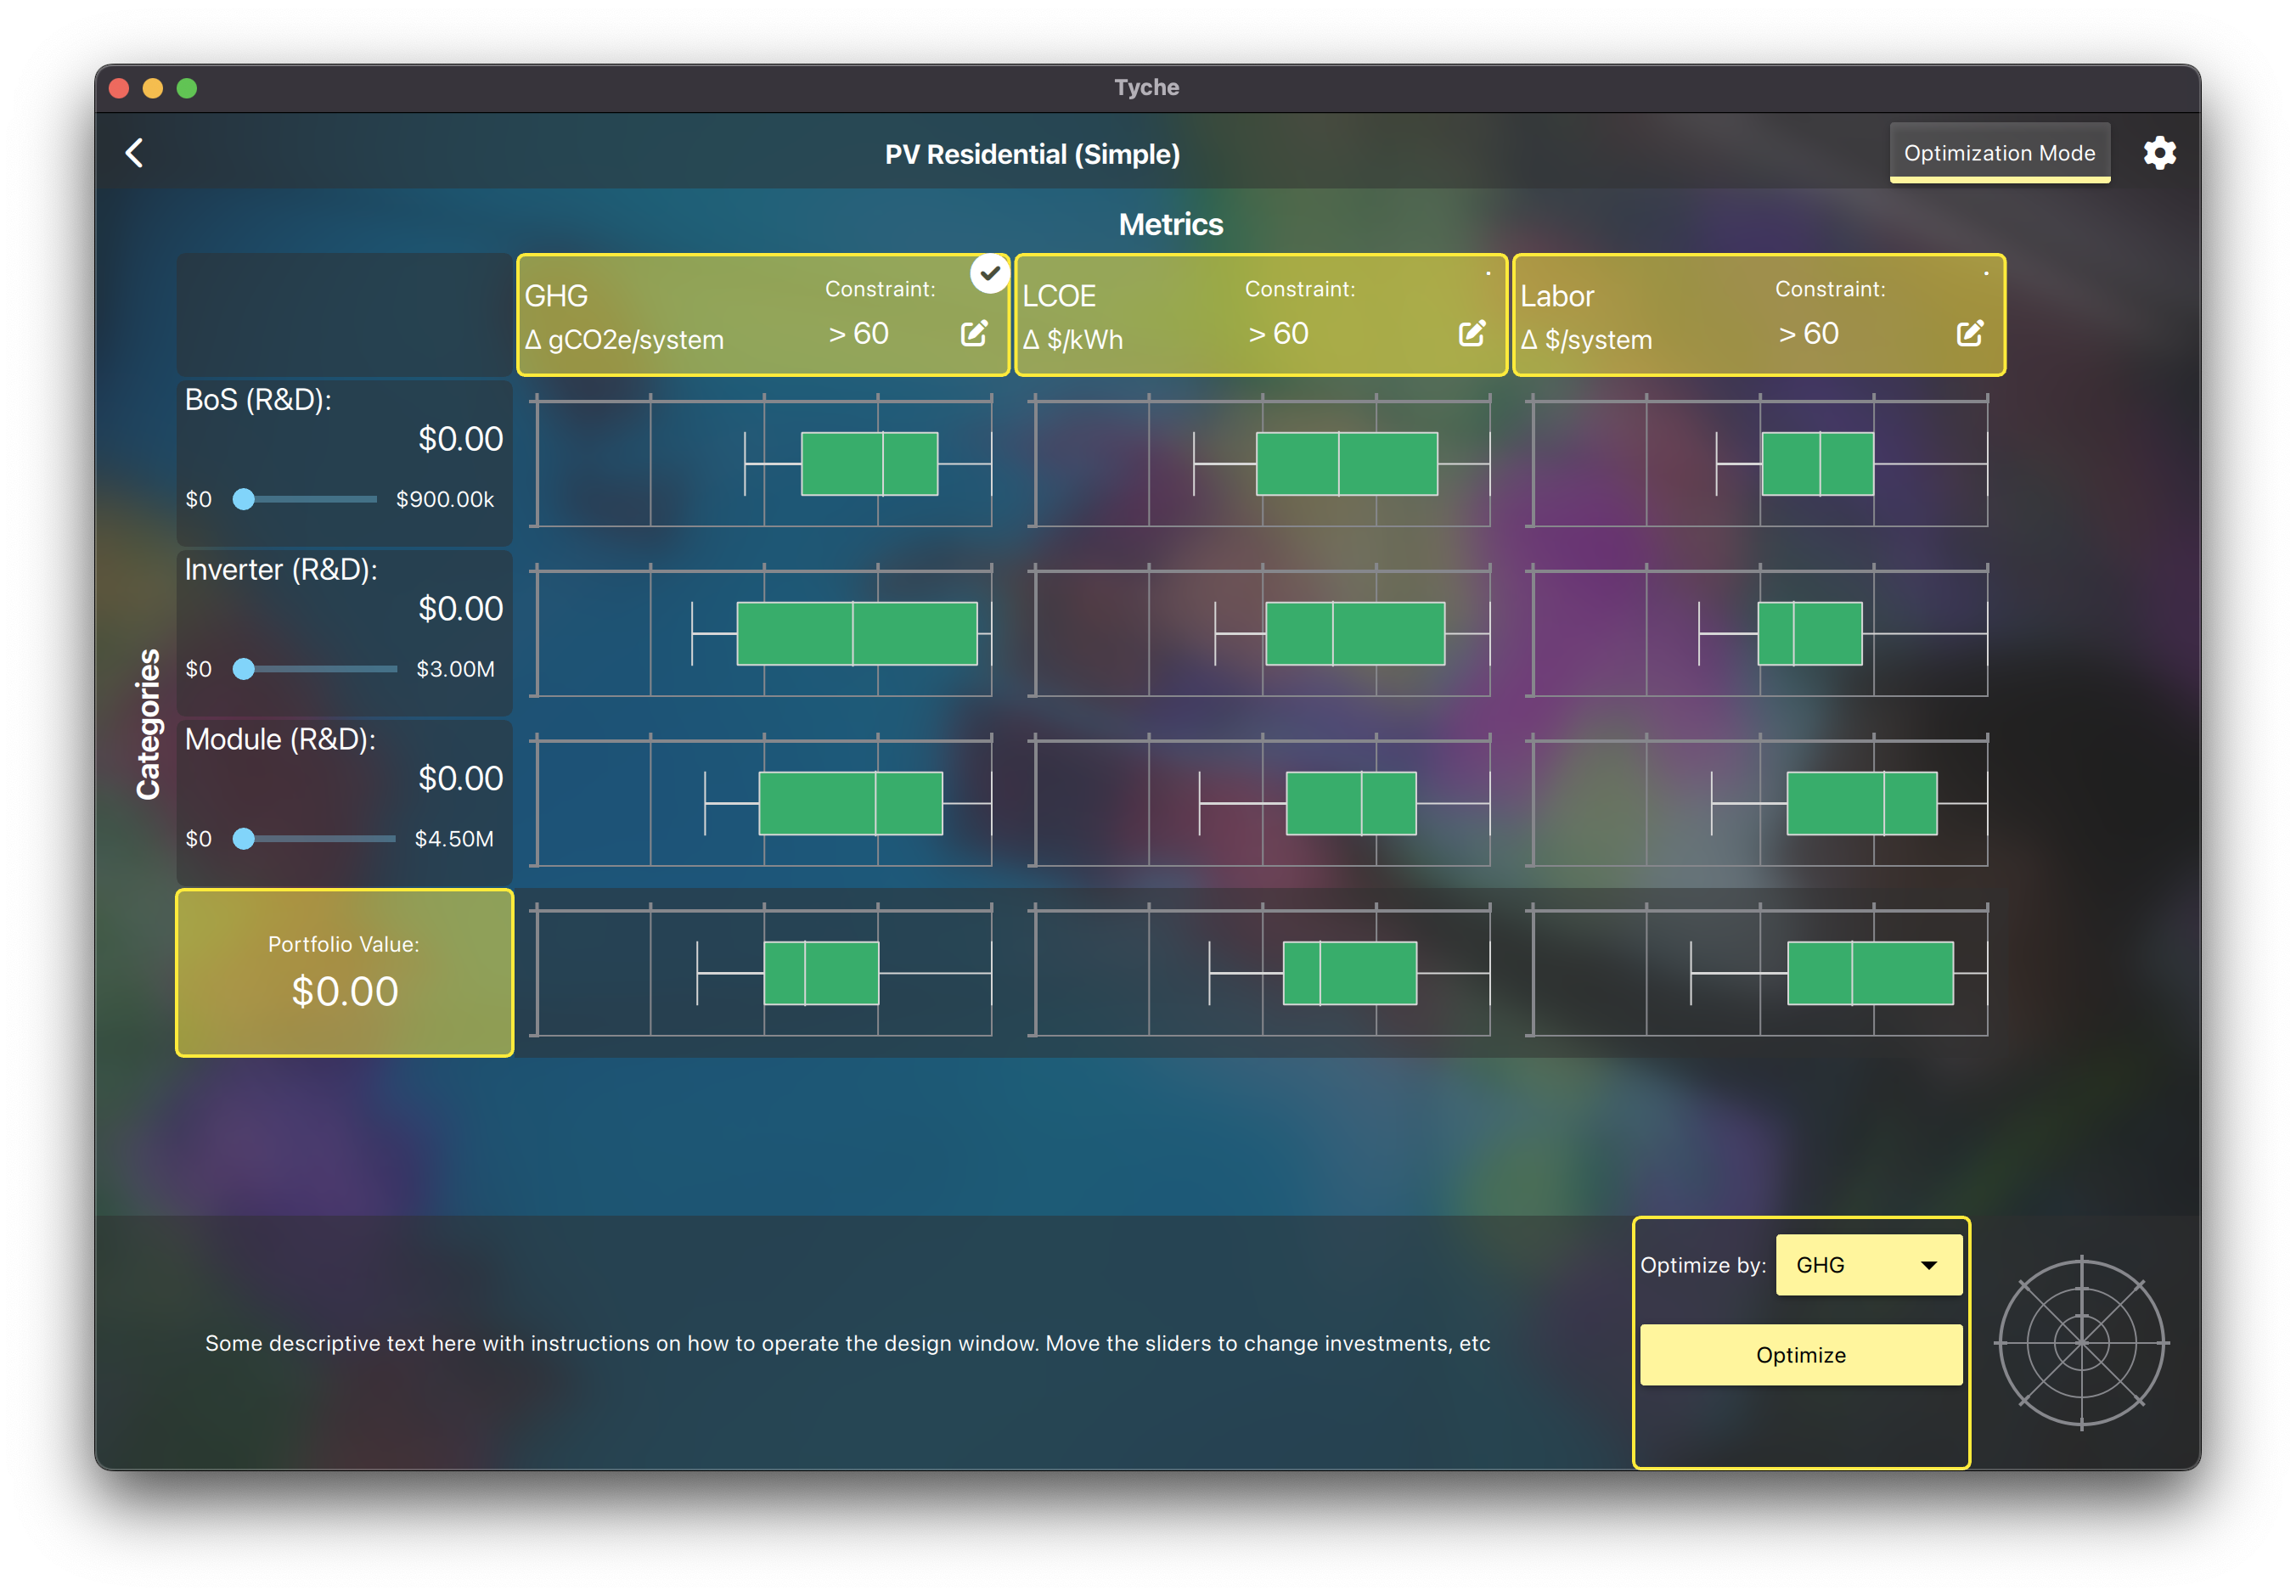 Tyche
PV Residential (Simple)
Optimization Mode
Metrics
GHG
Δ gCO2e/system
Constraint:
> 60
LCOE
Δ $/kWh
Constraint:
> 60
Labor
Δ $/system
Constraint:
> 60
Categories
BoS (R&D):
$0.00
$0 $900.00k
Inverter (R&D):
$0.00
$0 $3.00M
Module (R&D):
$0.00
$0 $4.50M
Portfolio Value:
$0.00
Some descriptive text here with instructions on how to operate the design window. Move the sliders to change investments, etc
Optimize by: GHG
Optimize